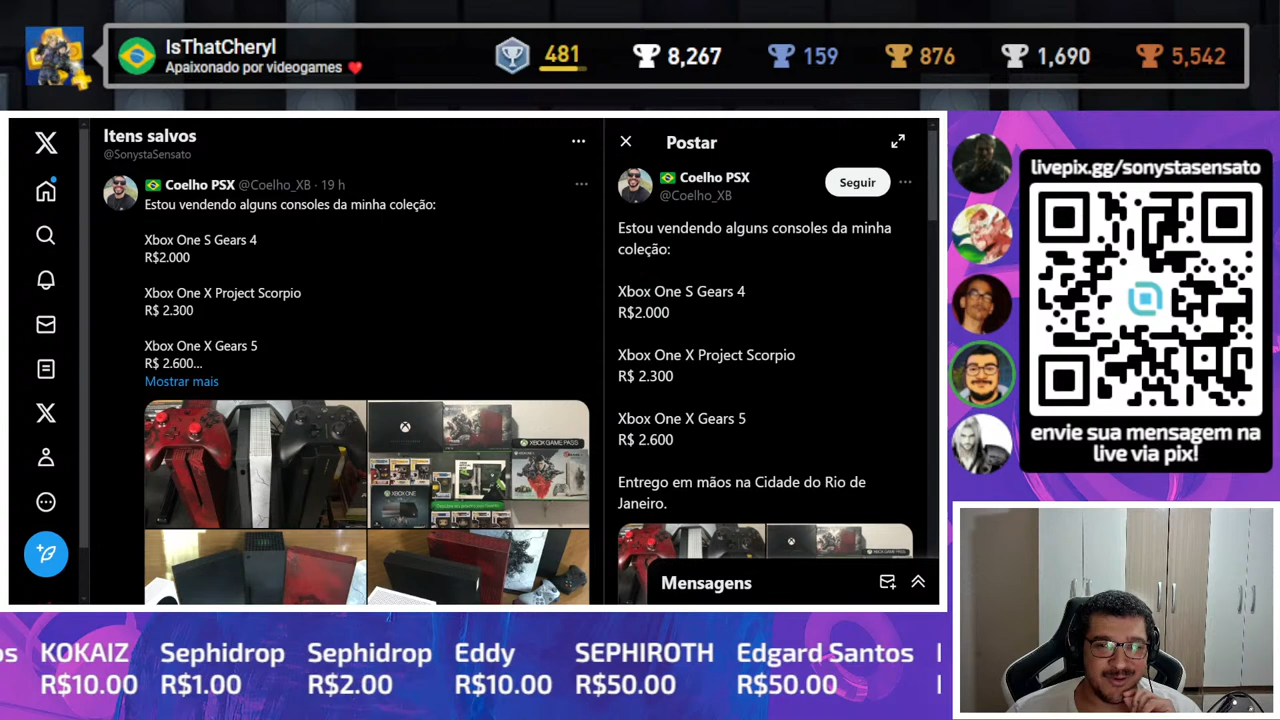 IsThatCheryl
Apaixonado por videogames ❤️
481
8,267
159
876
1,690
5,542
Itens salvos
@SonystaSensato
🇧🇷 Coelho PSX @Coelho_XB · 19 h
Estou vendendo alguns consoles da minha coleção:
Xbox One S Gears 4
R$2.000
Xbox One X Project Scorpio
R$ 2.300
Xbox One X Gears 5
R$ 2.600...
Mostrar mais
XBOX GAME PASS
XBOX ONE
Postar
🇧🇷 Coelho PSX
@Coelho_XB
Seguir
Estou vendendo alguns consoles da minha
coleção:
Xbox One S Gears 4
R$2.000
Xbox One X Project Scorpio
R$ 2.300
Xbox One X Gears 5
R$ 2.600
Entrego em mãos na Cidade do Rio de
Janeiro.
Mensagens
livepix.gg/sonystasensato
envie sua mensagem na
live via pix!
os KOKAIZ Sephidrop Sephidrop Eddy SEPHIROTH Edgard Santos
R$10.00 R$1.00 R$2.00 R$10.00 R$50.00 R$50.00